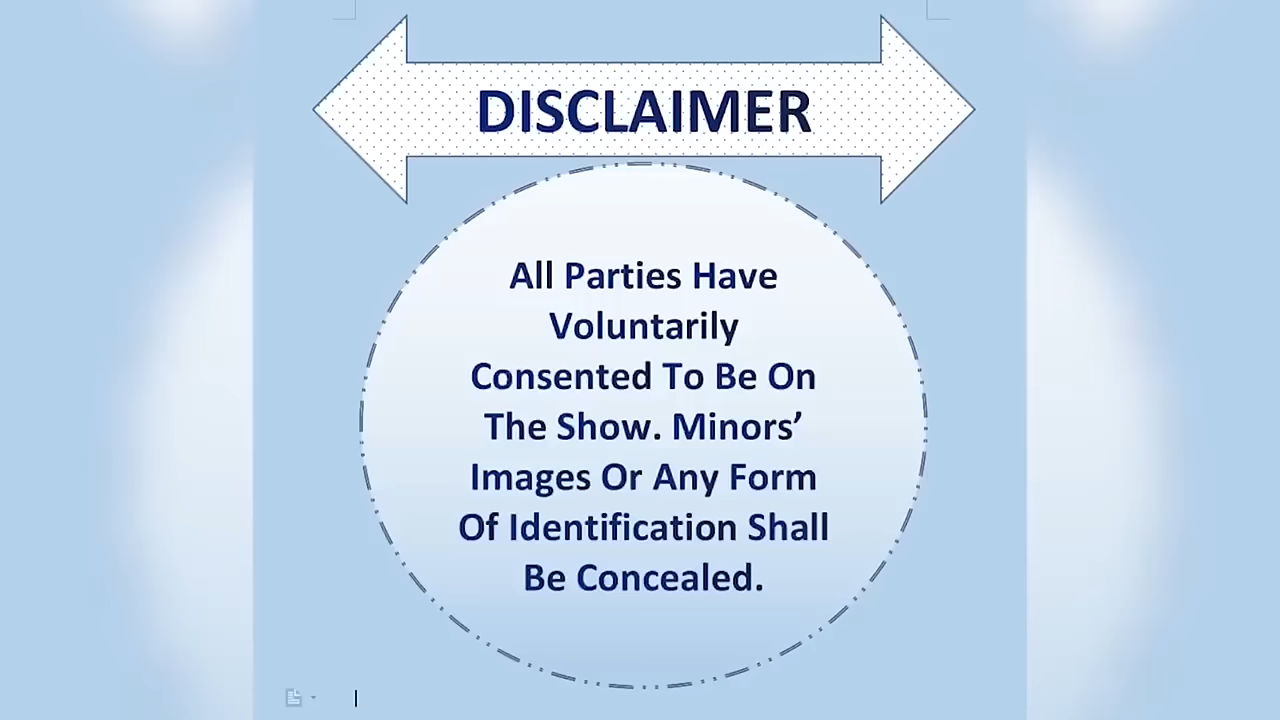 DISCLAIMER
All Parties Have
Voluntarily
Consented To Be On
The Show. Minors’
Images Or Any Form
Of Identification Shall
Be Concealed.